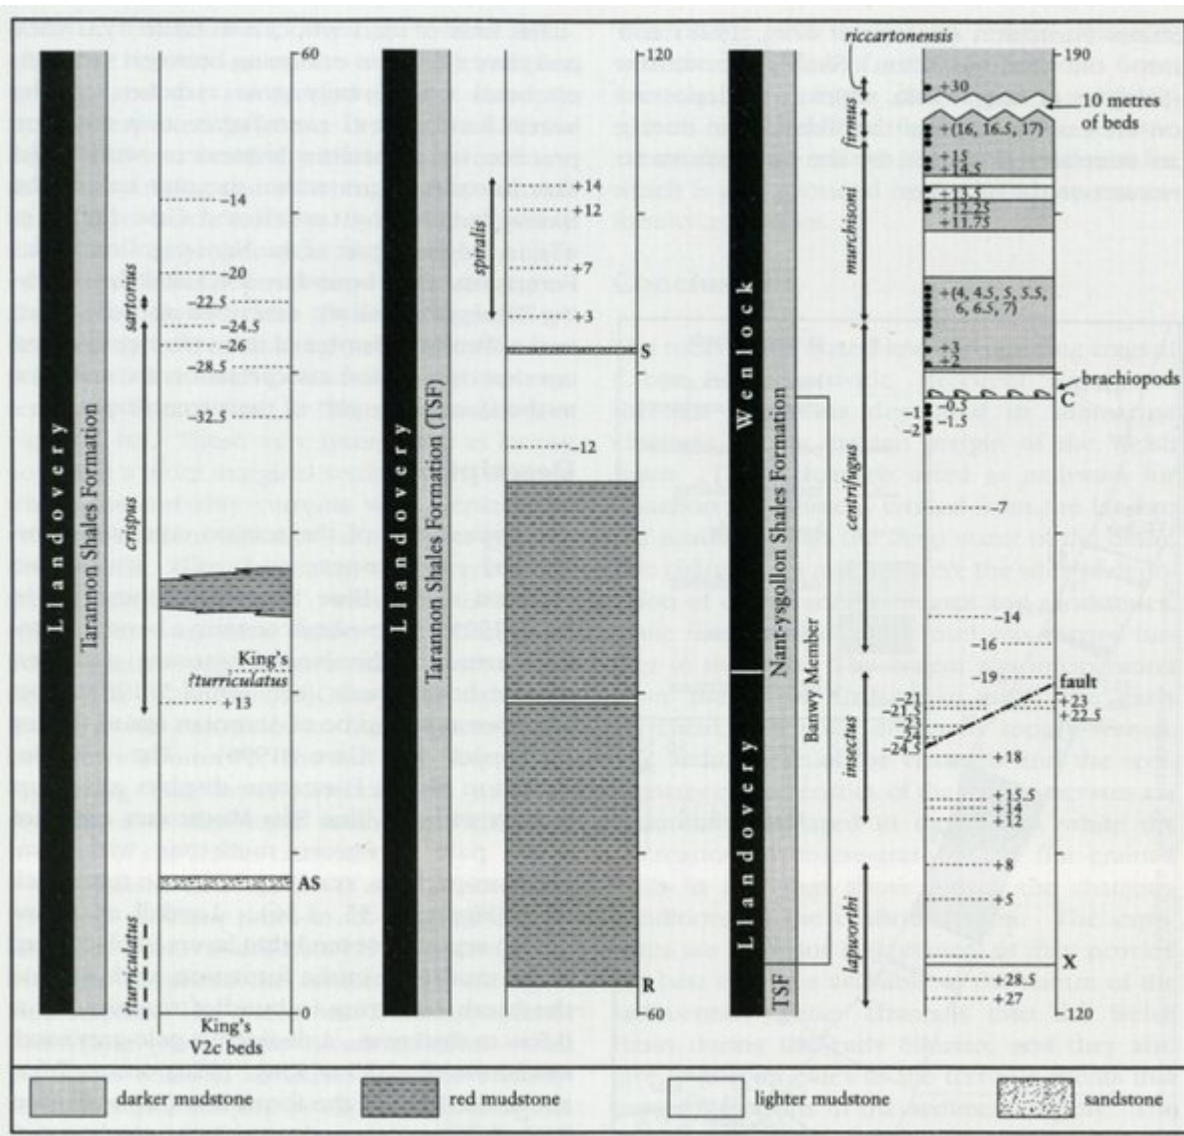 60
Llandovery
Tarannon Shales Formation
sartorius
crispus
?turriculatus
–14
–20
–22.5
–24.5
–26
–28.5
–32.5
King's
?turriculatus
+13
AS
King's
V2c beds
0
120
Llandovery
Tarannon Shales Formation (TSF)
spiralis
+14
+12
+7
+3
S
–12
R
60
190
Wenlock
Llandovery
Nant-ysgollon Shales Formation
TSF
Banwy Member
riccartonensis
firmus
murchisoni
centrifugus
insectus
lapworthi
+30
10 metres
of beds
+(16, 16.5, 17)
+15
+14.5
+13.5
+11.75
+(4, 4.5, 5, 5.5,
6, 6.5, 7)
+3
+2
brachiopods
C
–0.5
–1
–1.5
–2
–7
–14
–16
–19
fault
–21
+23
+22.5
–24.5
+18
+15.5
+14
+12
+8
+5
X
+28.5
+27
120
darker mudstone
red mudstone
lighter mudstone
sandstone